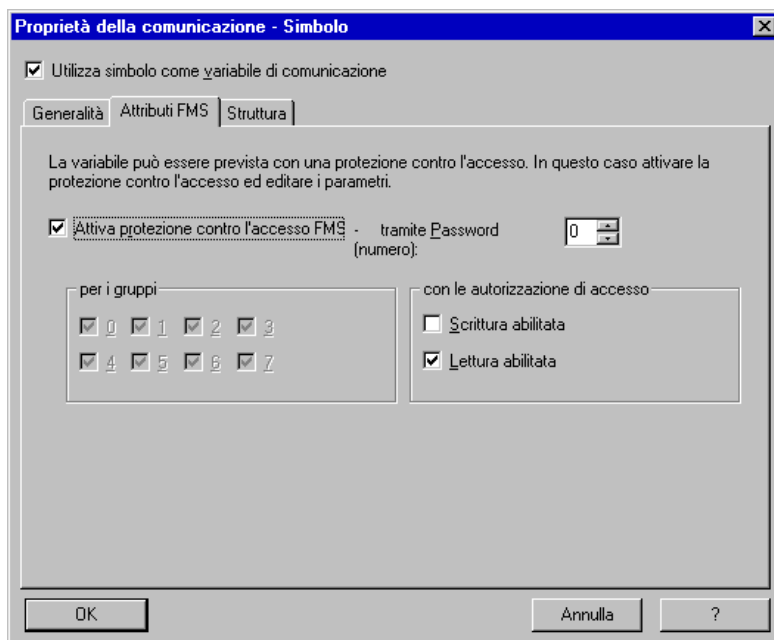 Proprietà della comunicazione - Simbolo
Utilizza simbolo come variabile di comunicazione
Generalità Attributi FMS Struttura
La variabile può essere prevista con una protezione contro l'accesso. In questo caso attivare la
protezione contro l'accesso ed editare i parametri.
Attiva protezione contro l'accesso FMS - tramite Password 0
(numero):
per i gruppi
0 1 2 3
4 5 6 7
con le autorizzazione di accesso
Scrittura abilitata
Lettura abilitata
OK Annulla ?